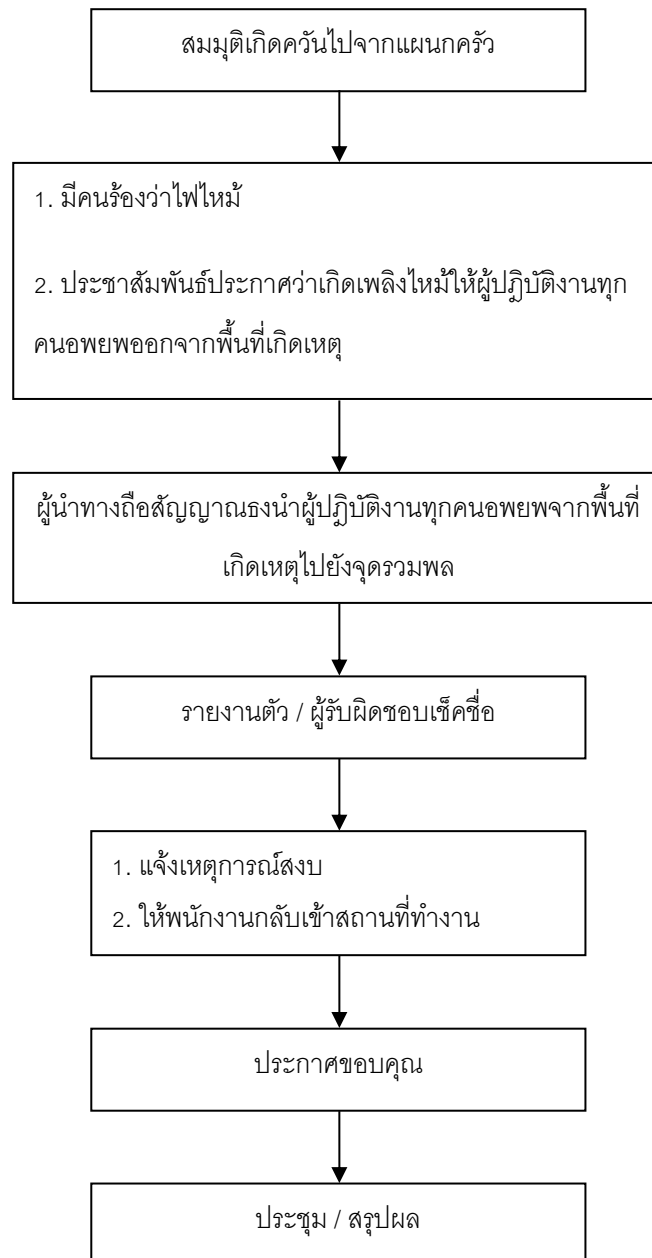 สมมุติเกิดควันไปจากแผนกครัว
1. มีคนร้องว่าไฟไหม้
2. ประชาสัมพันธ์ประกาศว่าเกิดเพลิงไหม้ให้ผู้ปฎิบัติงานทุก
คนอพยพออกจากพื้นที่เกิดเหตุ
ผู้นำทางถือสัญญาณธงนำผู้ปฎิบัติงานทุกคนอพยพจากพื้นที่
เกิดเหตุไปยังจุดรวมพล
รายงานตัว / ผู้รับผิดชอบเช็คชื่อ
1. แจ้งเหตุการณ์สงบ
2. ให้พนักงานกลับเข้าสถานที่ทำงาน
ประกาศขอบคุณ
ประชุม / สรุปผล